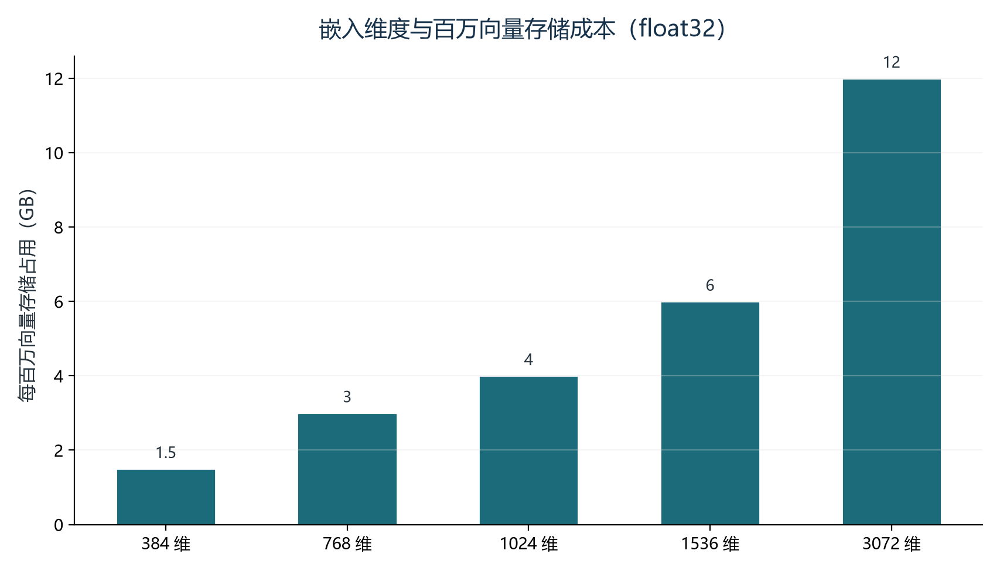 嵌入维度与百万向量存储成本（float32）
每百万向量存储占用（GB）
12
10
8
6
4
2
0
1.5
3
4
6
12
384 维
768 维
1024 维
1536 维
3072 维